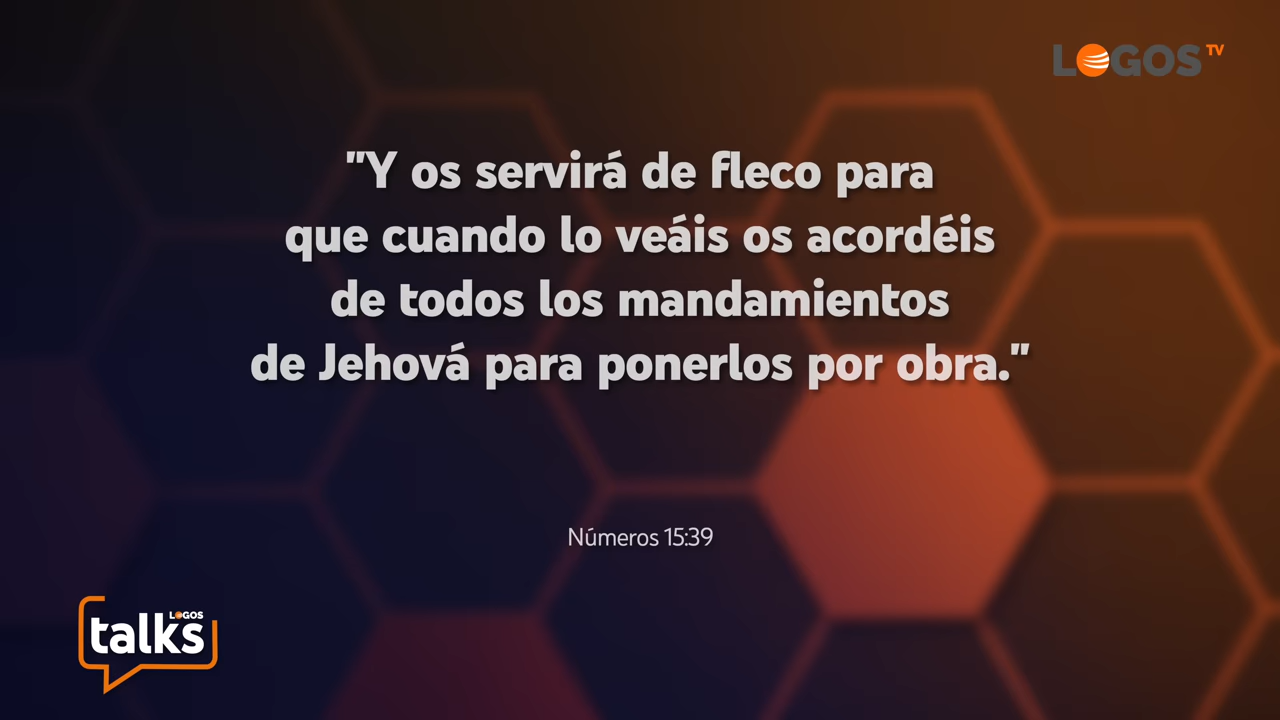 LOGOS TV
"Y os servirá de fleco para
que cuando lo veáis os acordéis
de todos los mandamientos
de Jehová para ponerlos por obra."
Números 15:39
LOGOS
talks